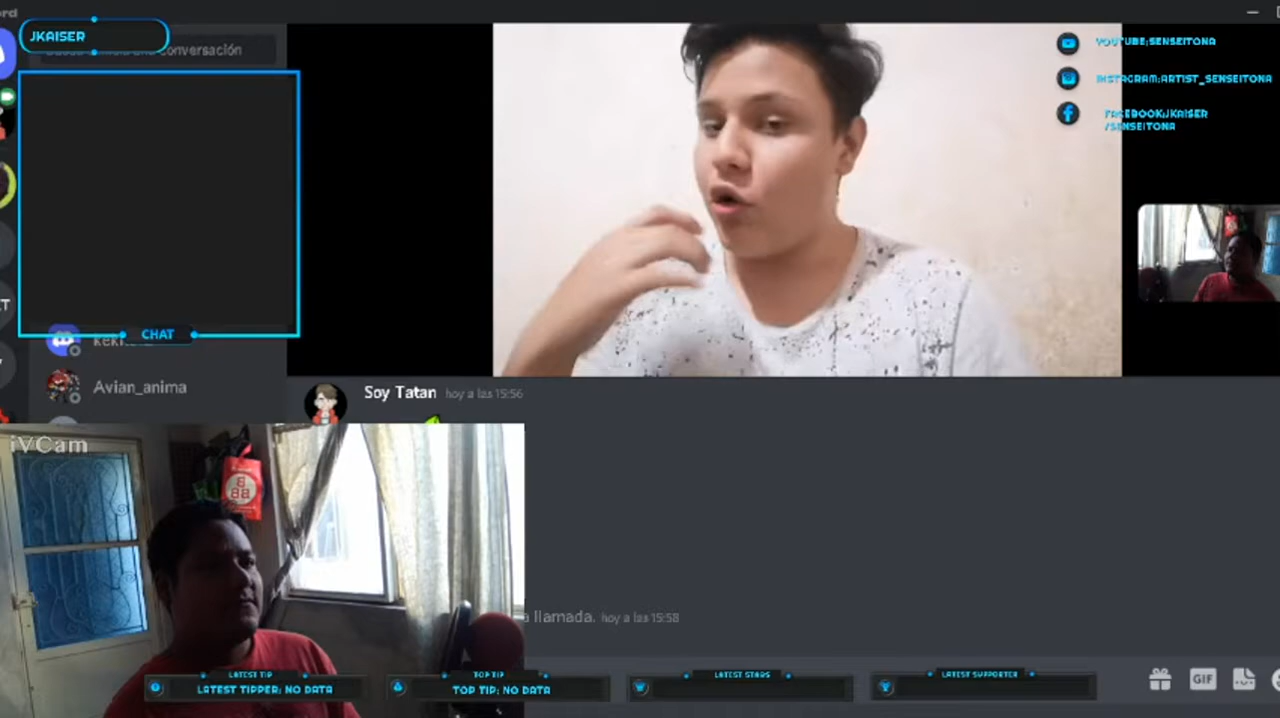 JKAISER
onversación
YOUTUBE:SENSEITONA
INSTAGRAM:ARTIST_SENSEITONA
FACEBOOK:JKAISER
/SENSEITONA
CHAT
Avian_anima
Soy Tatan hoy a las 15:56
iVCam
a llamada. hoy a las 15:58
LATEST TIP
LATEST TIPPER: NO DATA
TOP TIP
TOP TIP: NO DATA
LATEST STARS
LATEST SUPPORTER
GIF